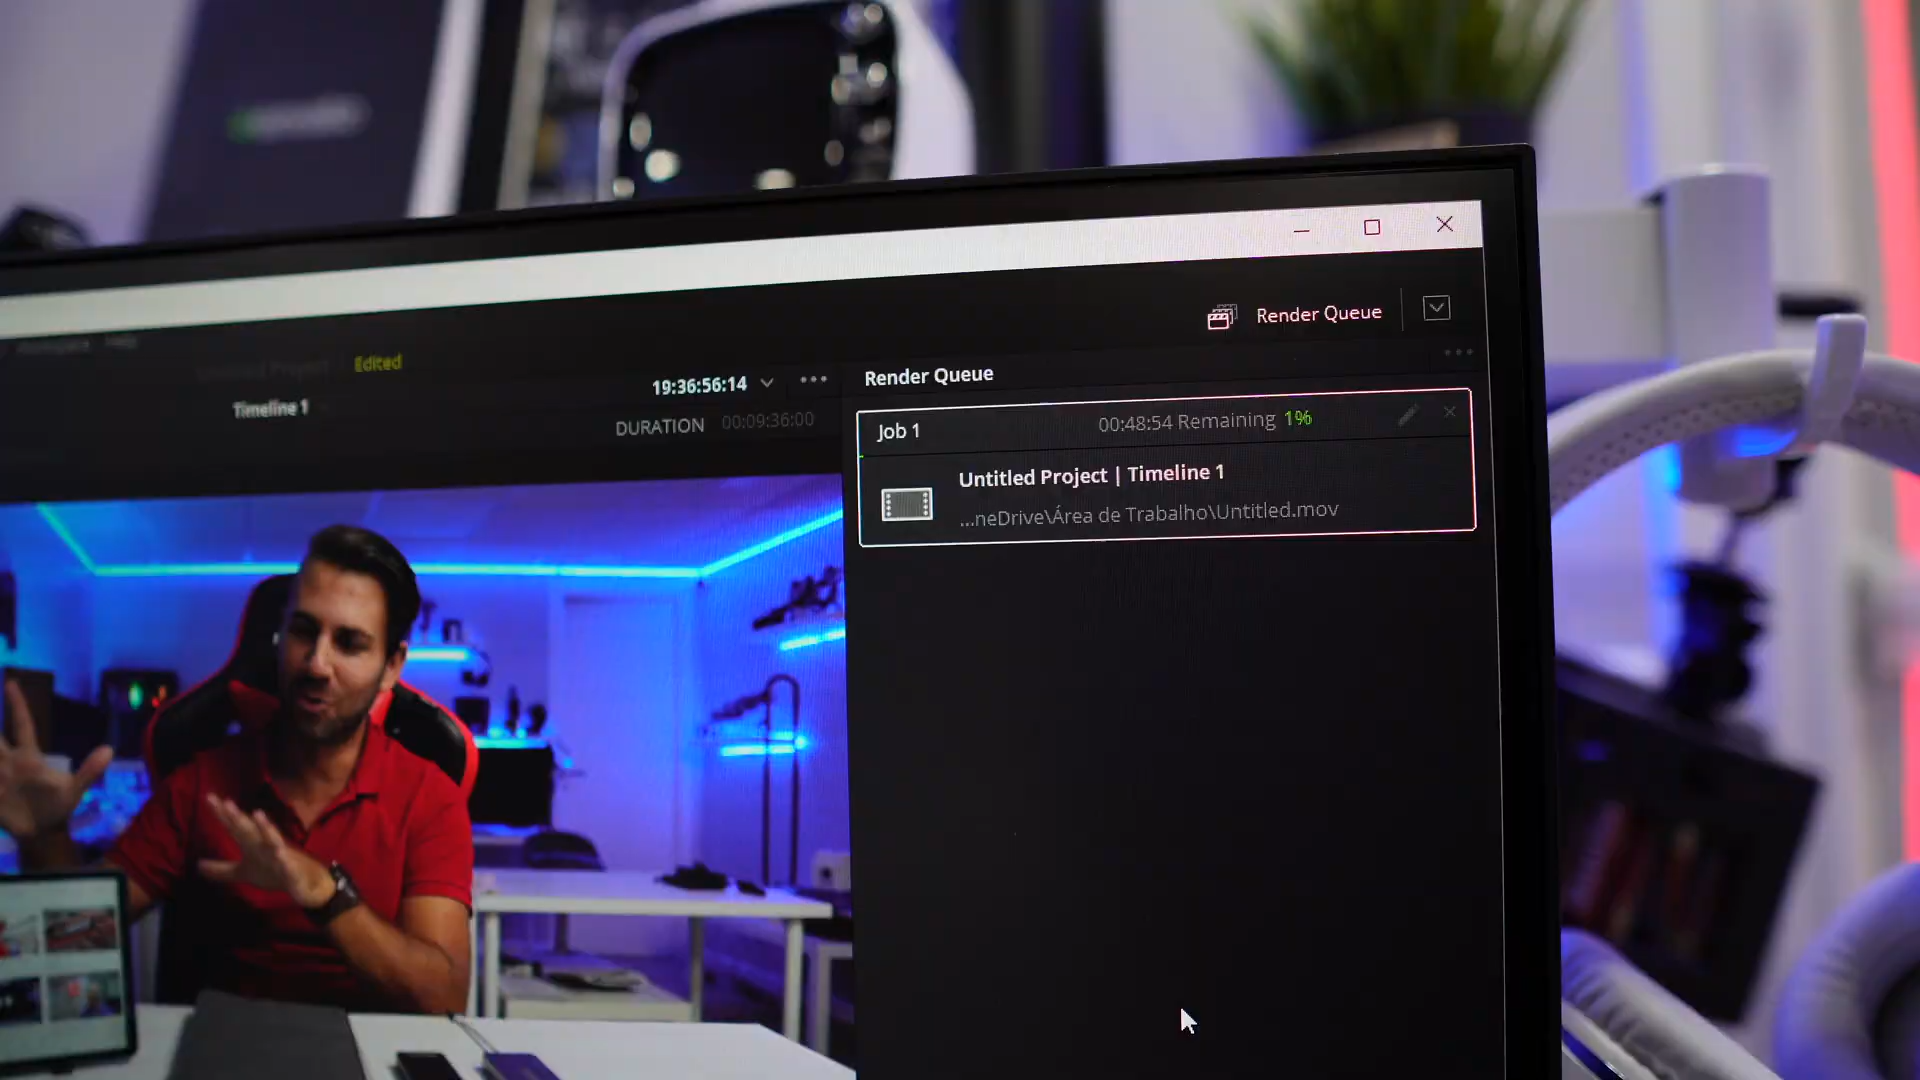 Render Queue
Edited
19:36:56:14
Render Queue
Timeline 1
DURATION 00:09:36:00
Job 1
00:48:54 Remaining 1%
Untitled Project | Timeline 1
...neDrive\Área de Trabalho\Untitled.mov